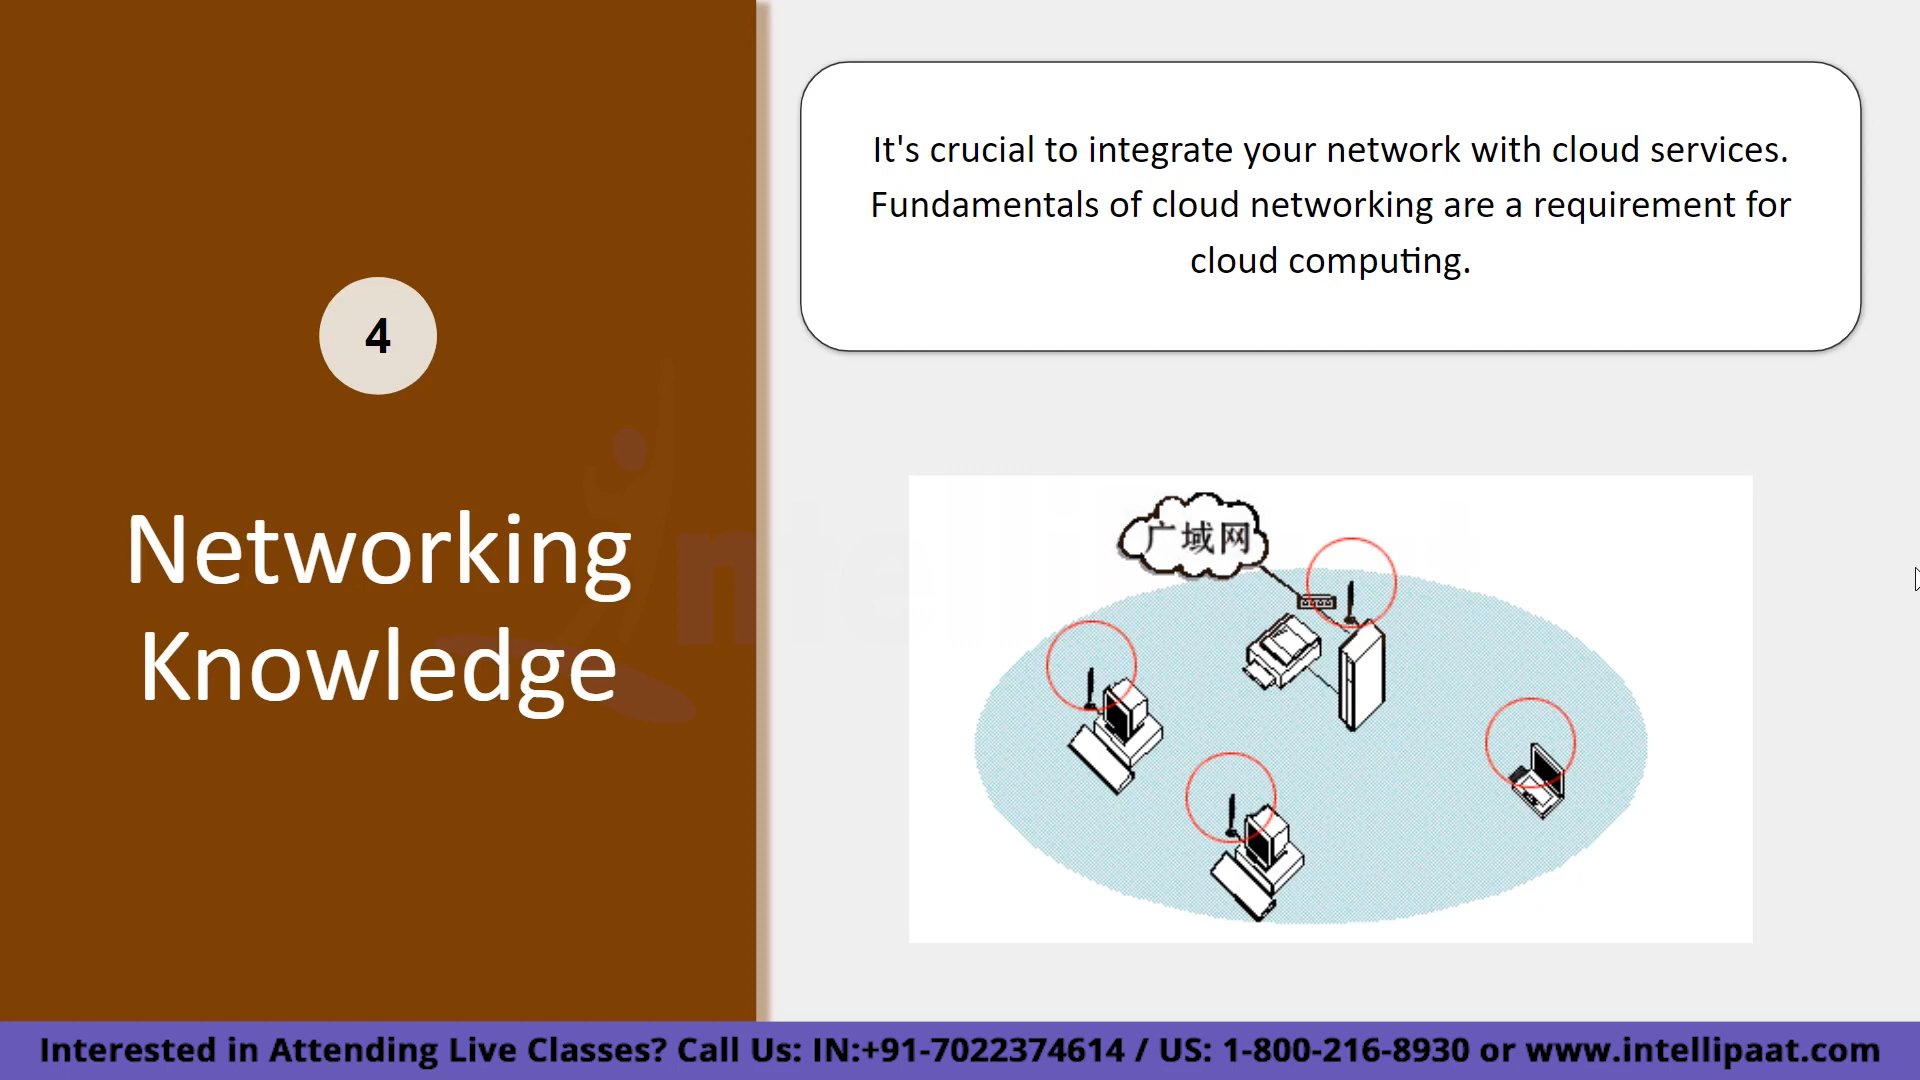 4
Networking
Knowledge
It's crucial to integrate your network with cloud services.
Fundamentals of cloud networking are a requirement for
cloud computing.
广域网
Interested in Attending Live Classes? Call Us: IN:+91-7022374614 / US: 1-800-216-8930 or www.intellipaat.com